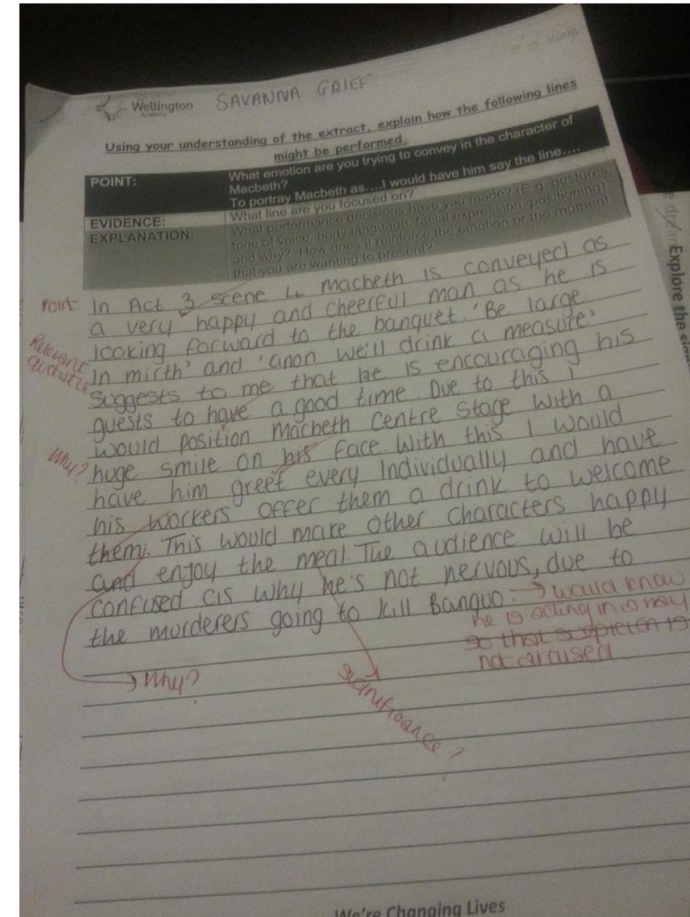 Wellington
Academy
SAVANNA GRIEF
Using your understanding of the extract, explain how the following lines
might be performed.
POINT:
What emotion are you trying to convey in the character of
Macbeth?
To portray Macbeth as....I would have him say the line....
EVIDENCE:
What line are you focused on?
EXPLANATION:
What performance decisions have you made? (E.g. gestures,
tone of voice, body language, facial expression, positioning)
and why? How does it reinforce the emotion or the moment
that you are wanting to present?
Point
In Act 3 scene 4 macbeth is conveyed as
a very happy and cheerful man as he is
looking forward to the banquet. 'Be large
Relevant
quotations
In mirth' and 'anon we'll drink a measure'
suggests to me that he is encouraging his
guests to have a good time. Due to this I
would position Macbeth Centre Stage with a
Why?
huge smile on his face. With this I would
have him greet every Individually and have
his workers offer them a drink to welcome
them. This would make other characters happy
and enjoy the meal. The audience will be
confused as why he's not nervous, due to
the murderers going to kill Banquo.
→ would know
he is acting in a way
so that suspicion is
not aroused
Why?
significance?
Explore the
We're Changing Lives